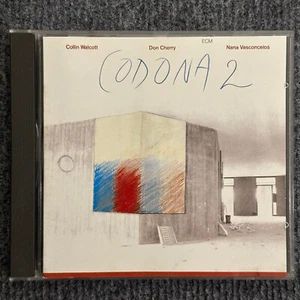 Collin Walcott Don Cherry ECM Nana Vasconcelos
CODONA 2